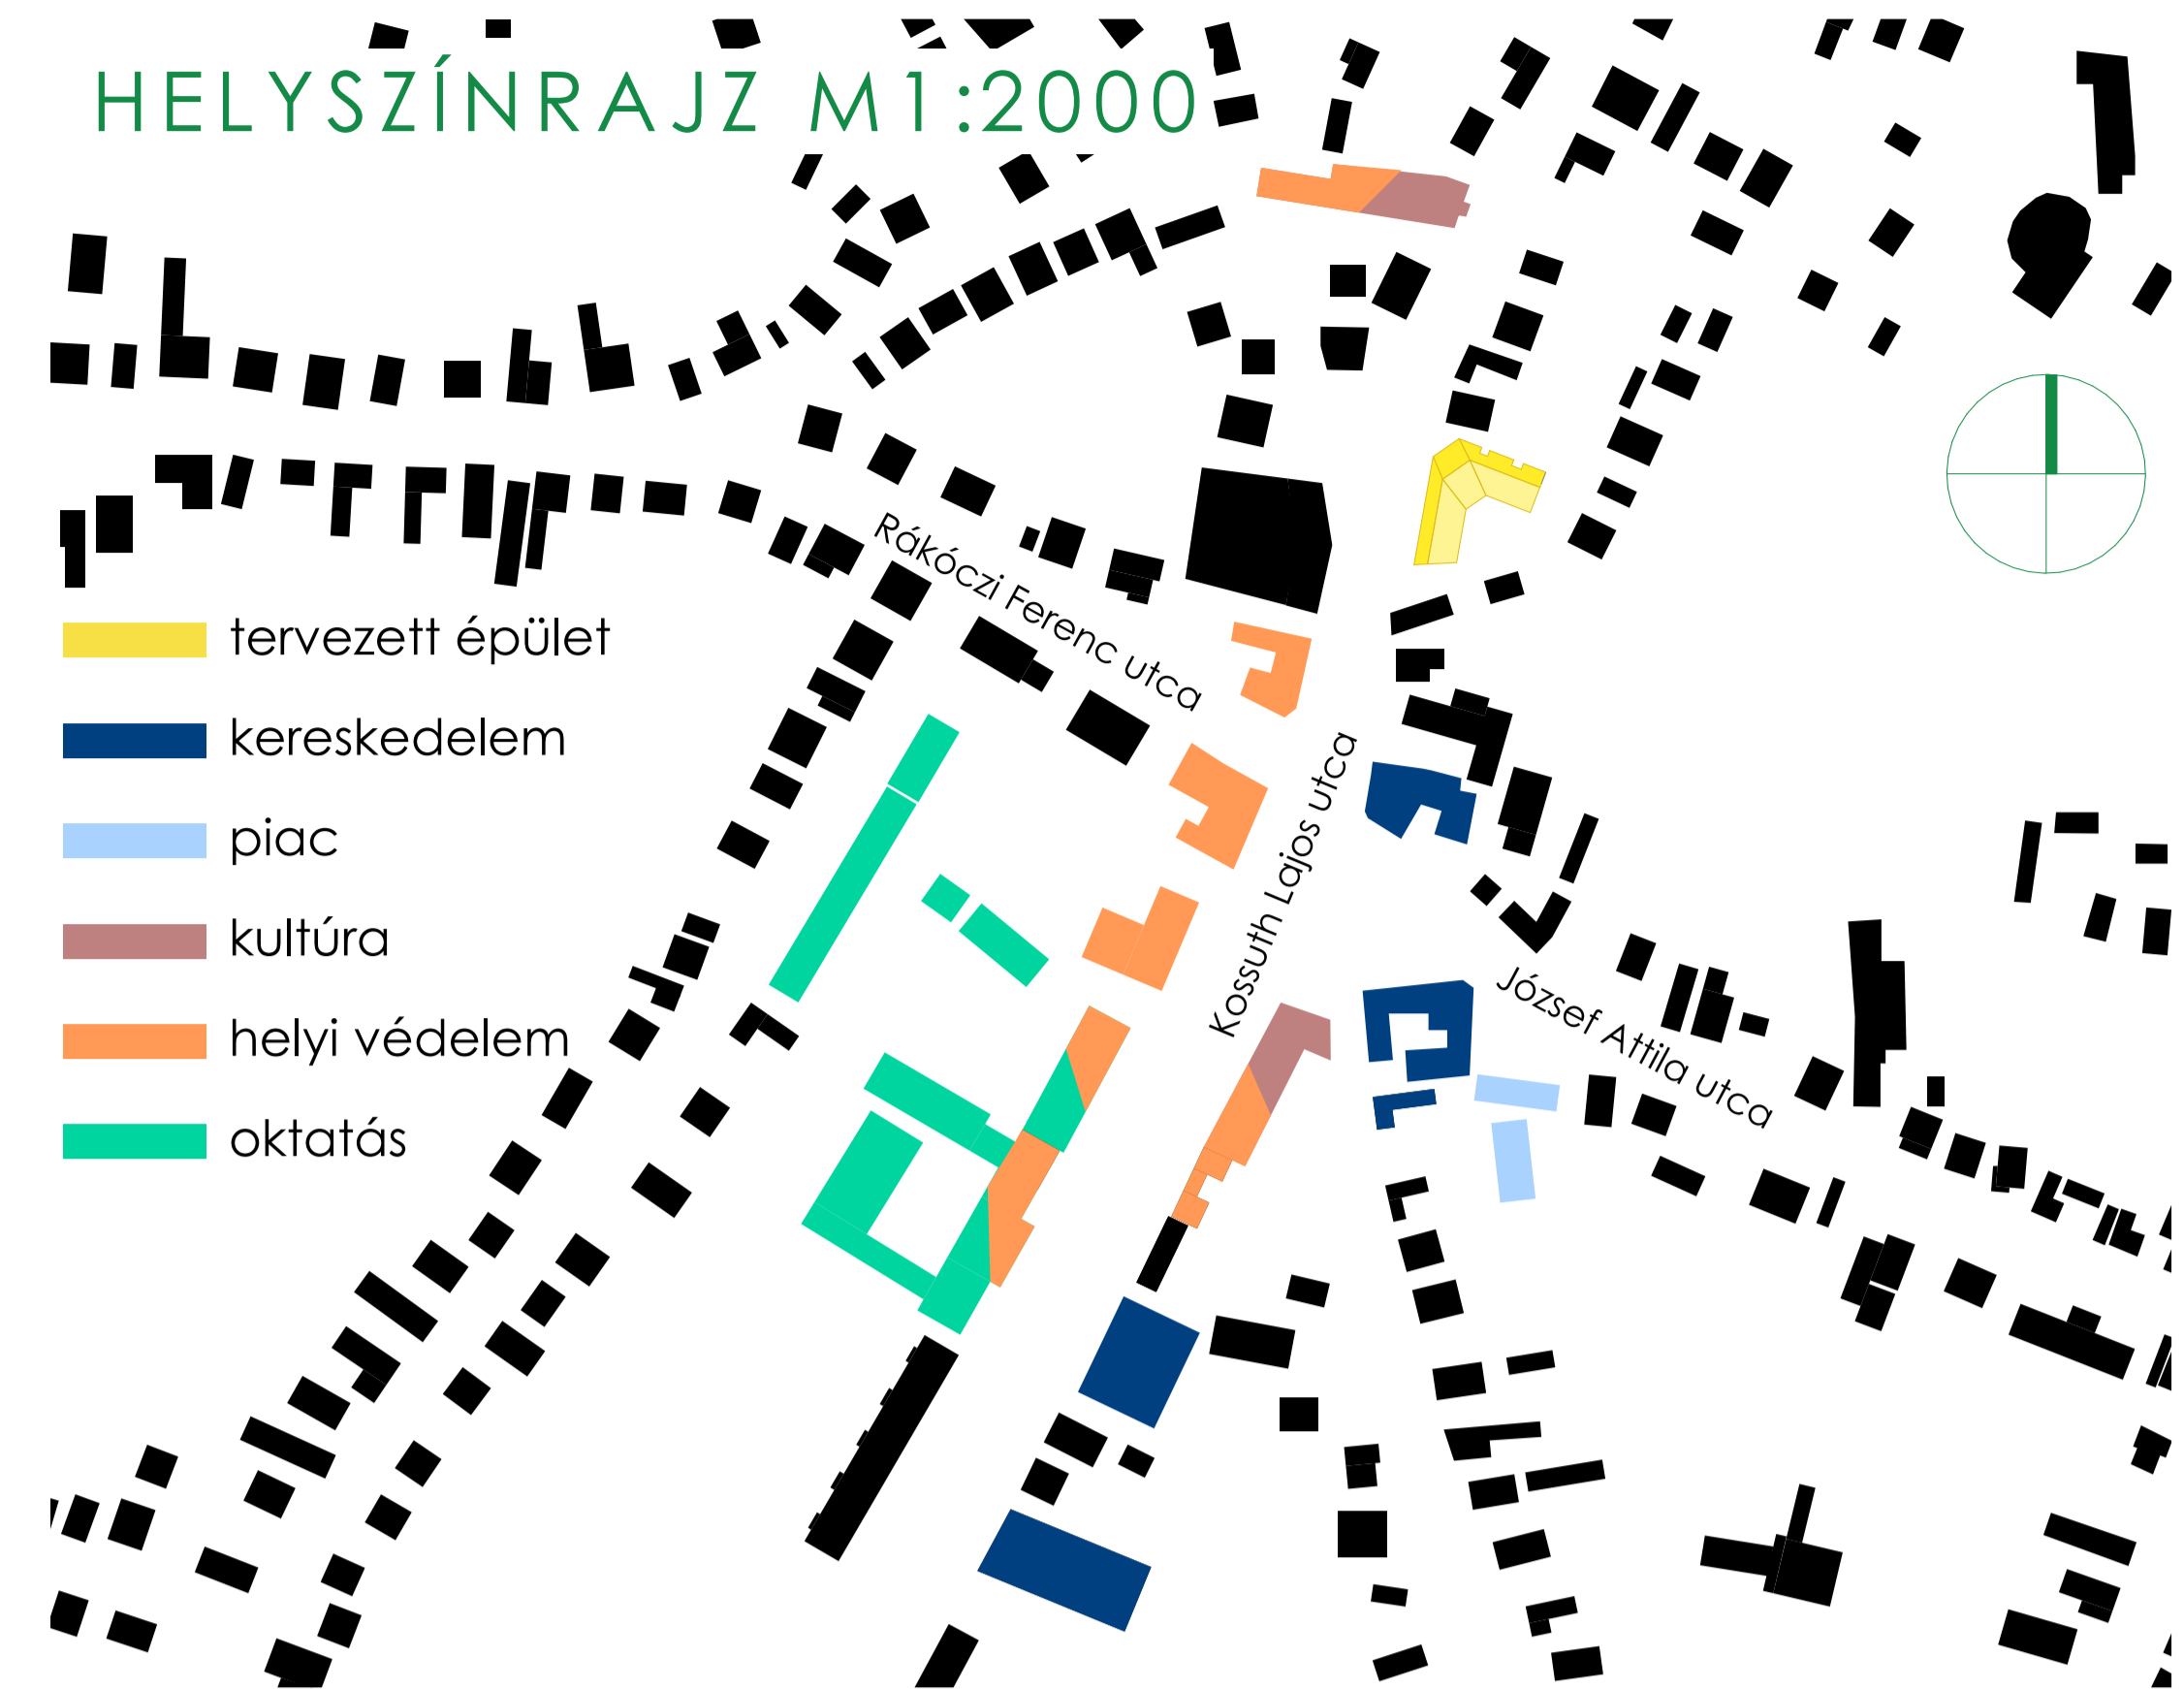 HELYSZÍNRAJZ M 1:2000
Rákóczi Ferenc utca
tervezett épület
kereskedelem
piac
kultúra
helyi védelem
oktatás
Kossuth Lajos utca
József Attila utca